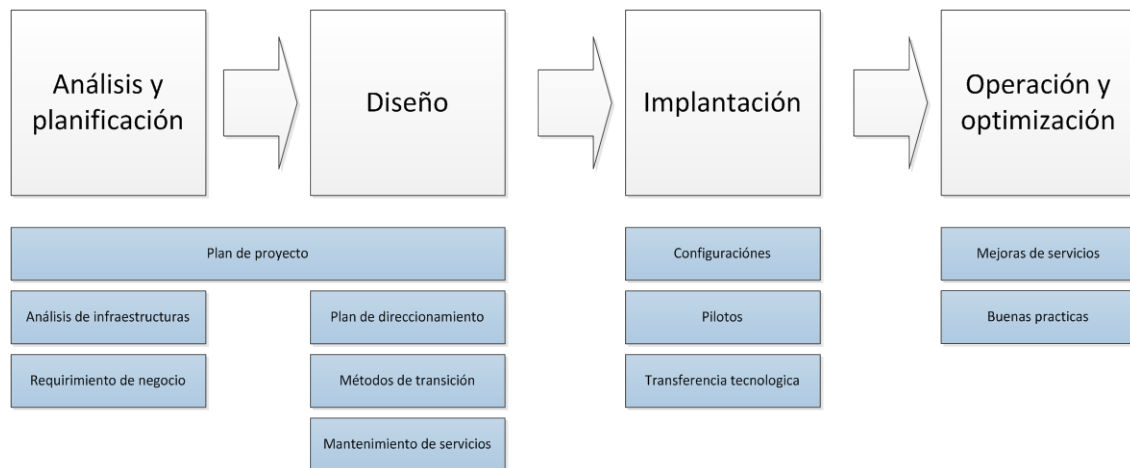 Análisis y
planificación
Diseño
Implantación
Operación y
optimización
Plan de proyecto
Configuraciónes
Mejoras de servicios
Análisis de infraestructuras
Plan de direccionamiento
Pilotos
Buenas practicas
Requirimiento de negocio
Métodos de transición
Transferencia tecnologica
Mantenimiento de servicios